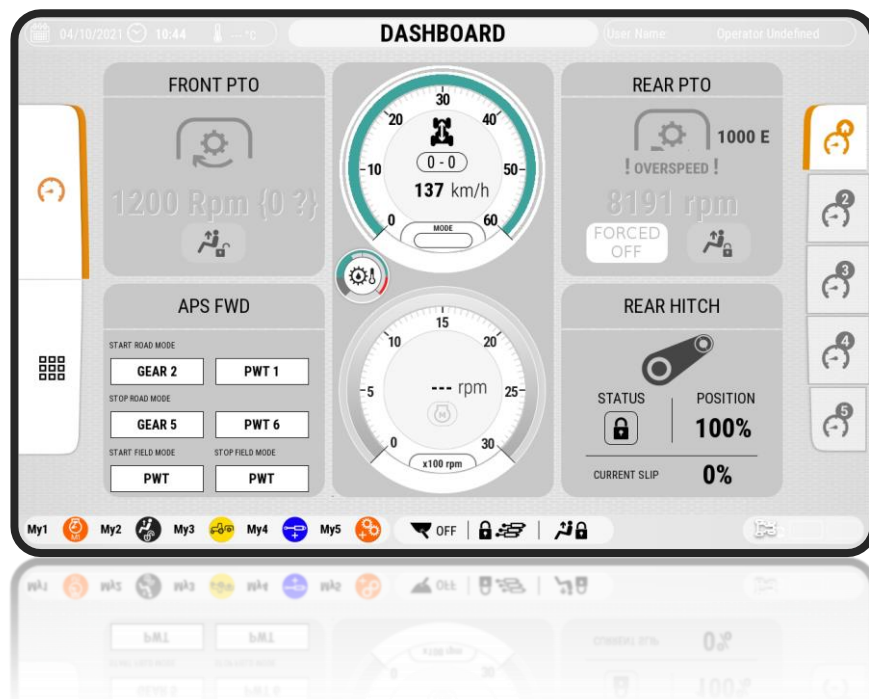 04/10/2021 10:44 --- °C
DASHBOARD
User Name: Operator Undefined
FRONT PTO
1200 Rpm {0 ?}
APS FWD
START ROAD MODE
GEAR 2 PWT 1
STOP ROAD MODE
GEAR 5 PWT 6
START FIELD MODE STOP FIELD MODE
PWT PWT
30
20 40
10 50
0 60
0 - 0
137 km/h
MODE
15
10 20
5 25
0 30
--- rpm
x100 rpm
REAR PTO
1000 E
! OVERSPEED !
8191 rpm
FORCED
OFF
REAR HITCH
STATUS POSITION
100%
CURRENT SLIP 0%
2
3
4
5
My1 My2 My3 My4 My5 OFF